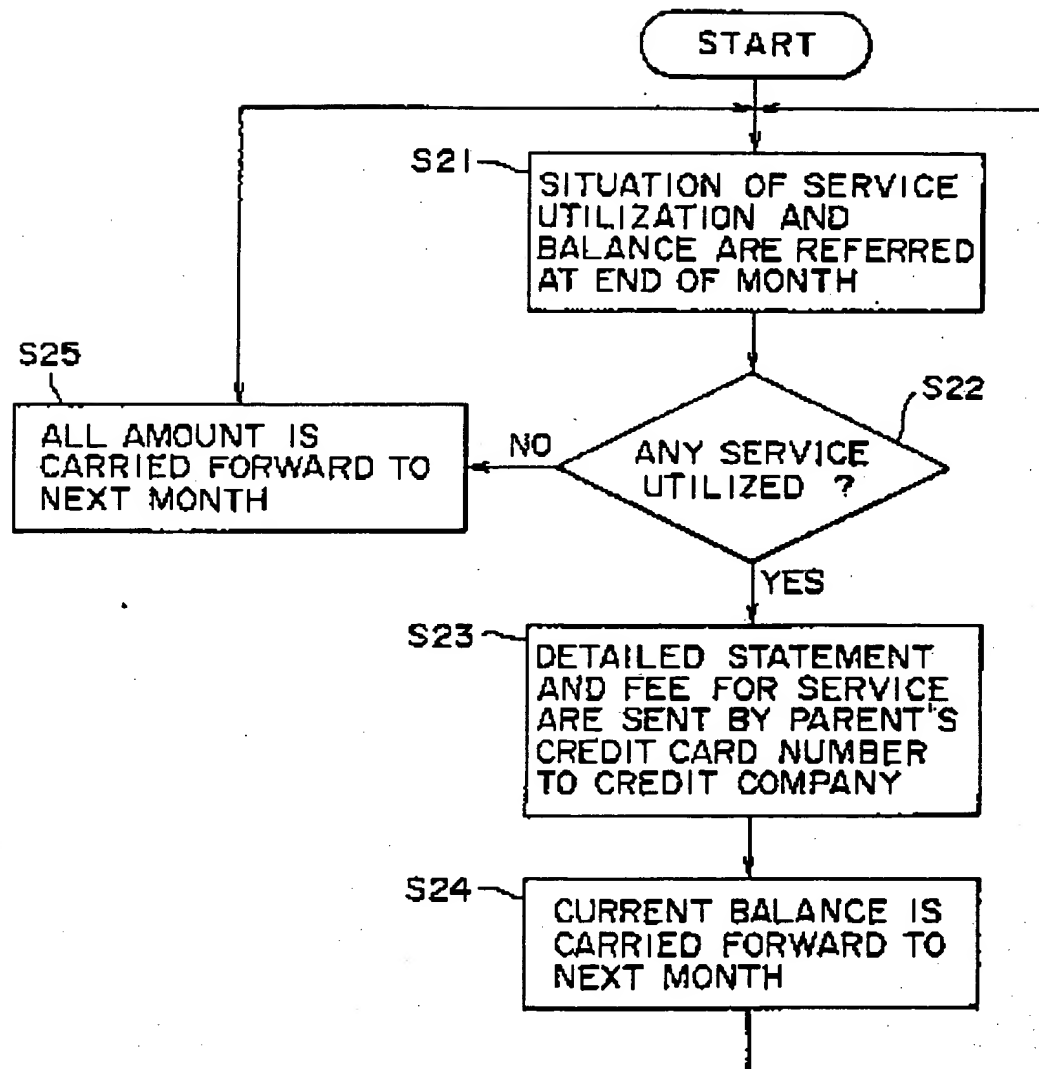 START
S21
SITUATION OF SERVICE
UTILIZATION AND
BALANCE ARE REFERRED
AT END OF MONTH
S25
ALL AMOUNT IS
CARRIED FORWARD TO
NEXT MONTH
NO
S22
ANY SERVICE
UTILIZED ?
YES
S23
DETAILED STATEMENT
AND FEE FOR SERVICE
ARE SENT BY PARENT'S
CREDIT CARD NUMBER
TO CREDIT COMPANY
S24
CURRENT BALANCE IS
CARRIED FORWARD TO
NEXT MONTH